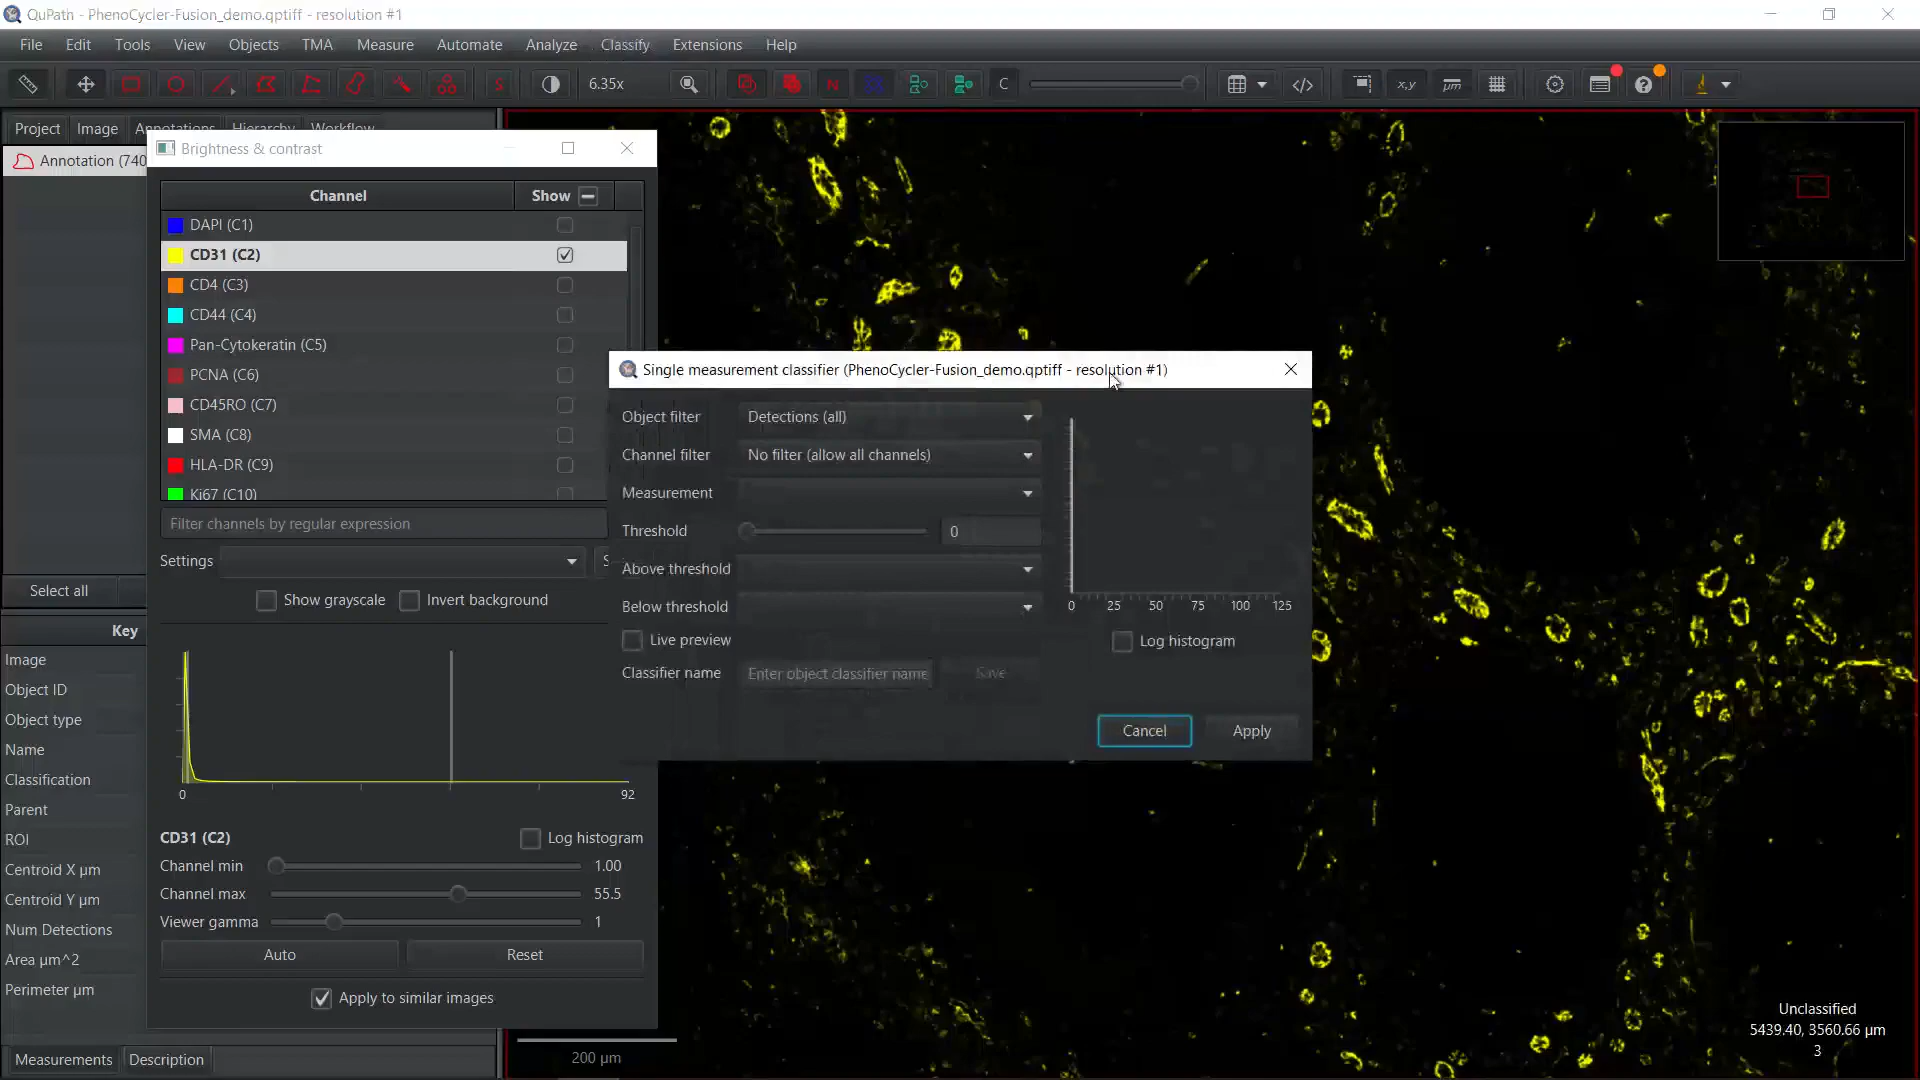 QuPath - PhenoCycler-Fusion_demo.qptiff - resolution #1
File Edit Tools View Objects TMA Measure Automate Analyze Classify Extensions Help
S 6.35x N C x,y
Project Image Annotations Hierarchy Workflow
Annotation (740
Select all
Key
Image
Object ID
Object type
Name
Classification
Parent
ROI
Centroid X µm
Centroid Y µm
Num Detections
Area µm^2
Perimeter µm
Measurements Description
Brightness & contrast
Channel Show
DAPI (C1)
CD31 (C2)
CD4 (C3)
CD44 (C4)
Pan-Cytokeratin (C5)
PCNA (C6)
CD45RO (C7)
SMA (C8)
HLA-DR (C9)
Ki67 (C10)
Filter channels by regular expression
Settings
Show grayscale Invert background
0 92
CD31 (C2) Log histogram
Channel min 1.00
Channel max 55.5
Viewer gamma 1
Auto Reset
Apply to similar images
Single measurement classifier (PhenoCycler-Fusion_demo.qptiff - resolution #1)
Object filter Detections (all)
Channel filter No filter (allow all channels)
Measurement
Threshold 0
Above threshold
Below threshold
0 25 50 75 100 125
Live preview Log histogram
Classifier name Enter object classifier name Save
Cancel Apply
200 µm
Unclassified
5439.40, 3560.66 µm
3